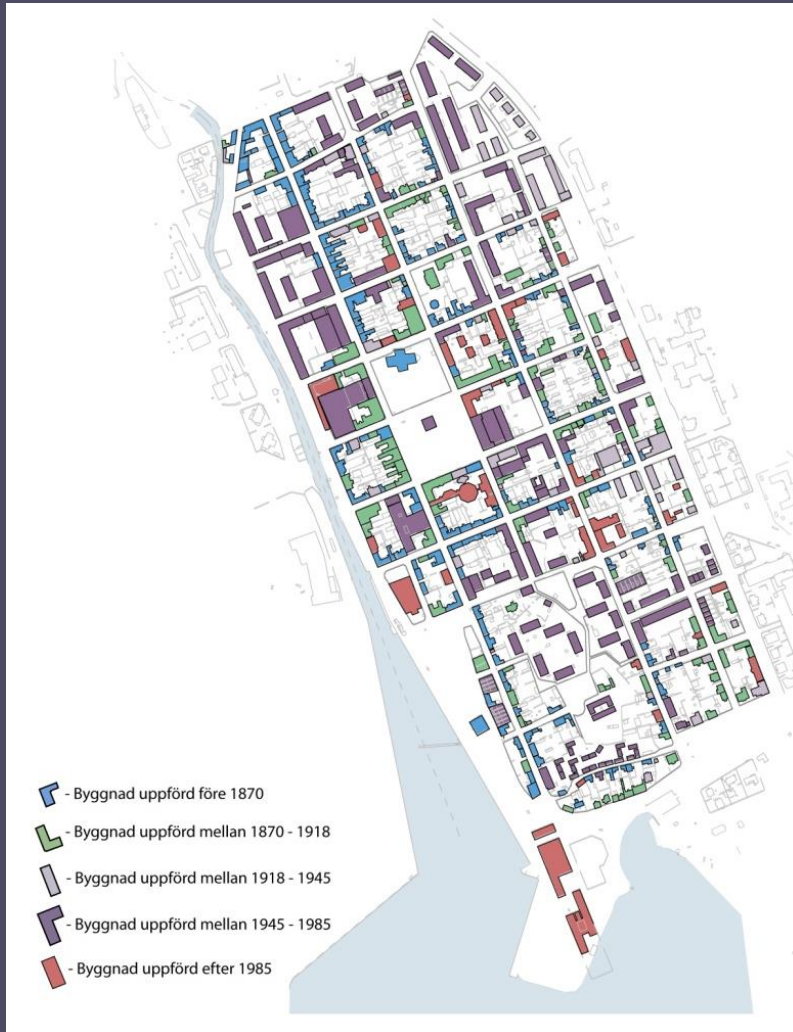 - Byggnad uppförd före 1870
- Byggnad uppförd mellan 1870 - 1918
- Byggnad uppförd mellan 1918 - 1945
- Byggnad uppförd mellan 1945 - 1985
- Byggnad uppförd efter 1985